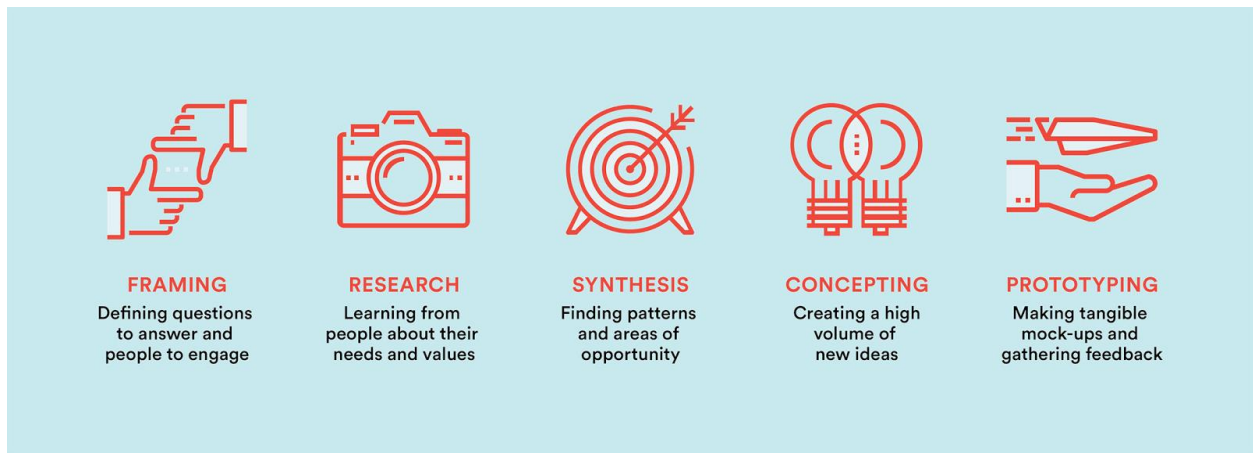 FRAMING
Defining questions
to answer and
people to engage
RESEARCH
Learning from
people about their
needs and values
SYNTHESIS
Finding patterns
and areas of
opportunity
CONCEPTING
Creating a high
volume of
new ideas
PROTOTYPING
Making tangible
mock-ups and
gathering feedback